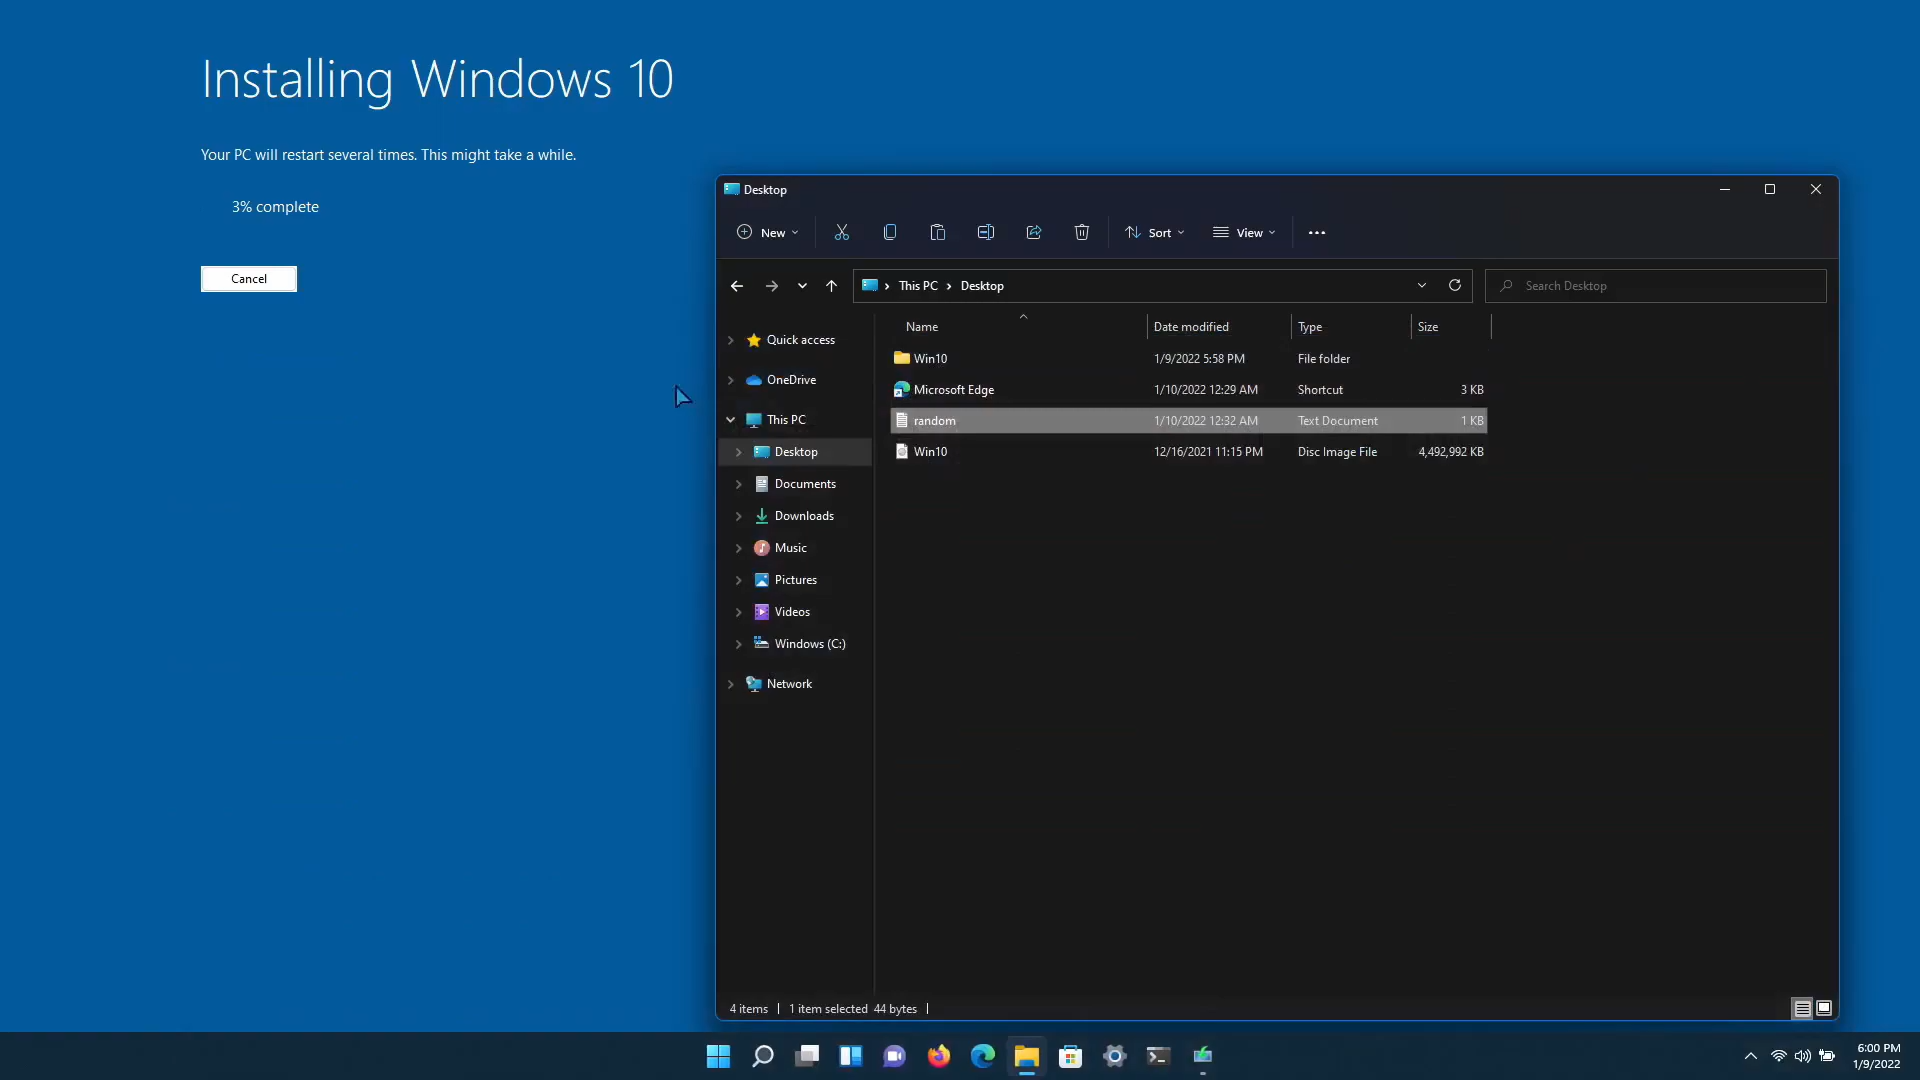 Installing Windows 10
Your PC will restart several times. This might take a while.
3% complete
Cancel
Desktop
New
Sort
View
This PC
Desktop
Search Desktop
Quick access
OneDrive
This PC
Desktop
Documents
Downloads
Music
Pictures
Videos
Windows (C:)
Network
Name Date modified Type Size
Win10 1/9/2022 5:58 PM File folder
Microsoft Edge 1/10/2022 12:29 AM Shortcut 3 KB
random 1/10/2022 12:32 AM Text Document 1 KB
Win10 12/16/2021 11:15 PM Disc Image File 4,492,992 KB
4 items 1 item selected 44 bytes
6:00 PM
1/9/2022